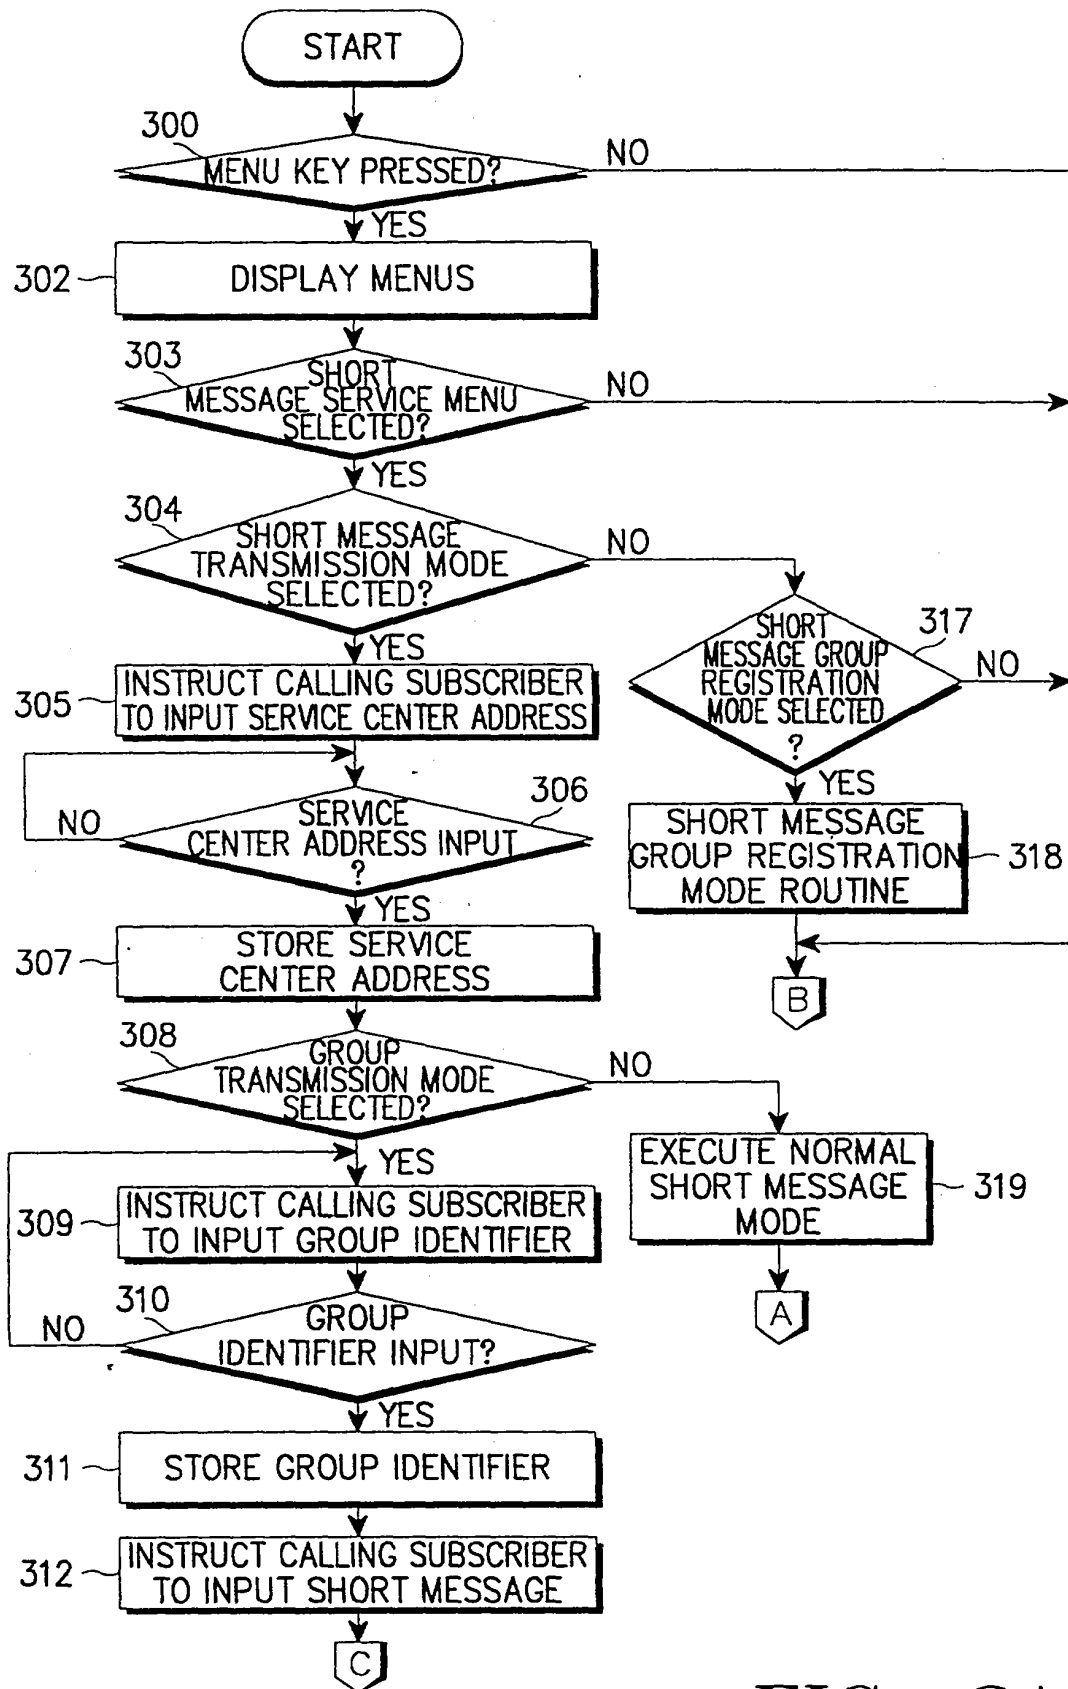 START
300
MENU KEY PRESSED?
NO
YES
302
DISPLAY MENUS
303
SHORT
MESSAGE SERVICE MENU
SELECTED?
NO
YES
304
SHORT MESSAGE
TRANSMISSION MODE
SELECTED?
NO
YES
317
SHORT
MESSAGE GROUP
REGISTRATION
MODE SELECTED
?
NO
YES
305
INSTRUCT CALLING SUBSCRIBER
TO INPUT SERVICE CENTER ADDRESS
306
SERVICE
CENTER ADDRESS INPUT
?
NO
YES
318
SHORT MESSAGE
GROUP REGISTRATION
MODE ROUTINE
307
STORE SERVICE
CENTER ADDRESS
B
308
GROUP
TRANSMISSION MODE
SELECTED?
NO
YES
309
INSTRUCT CALLING SUBSCRIBER
TO INPUT GROUP IDENTIFIER
EXECUTE NORMAL
SHORT MESSAGE
MODE
319
A
310
GROUP
IDENTIFIER INPUT?
NO
YES
311
STORE GROUP IDENTIFIER
312
INSTRUCT CALLING SUBSCRIBER
TO INPUT SHORT MESSAGE
C